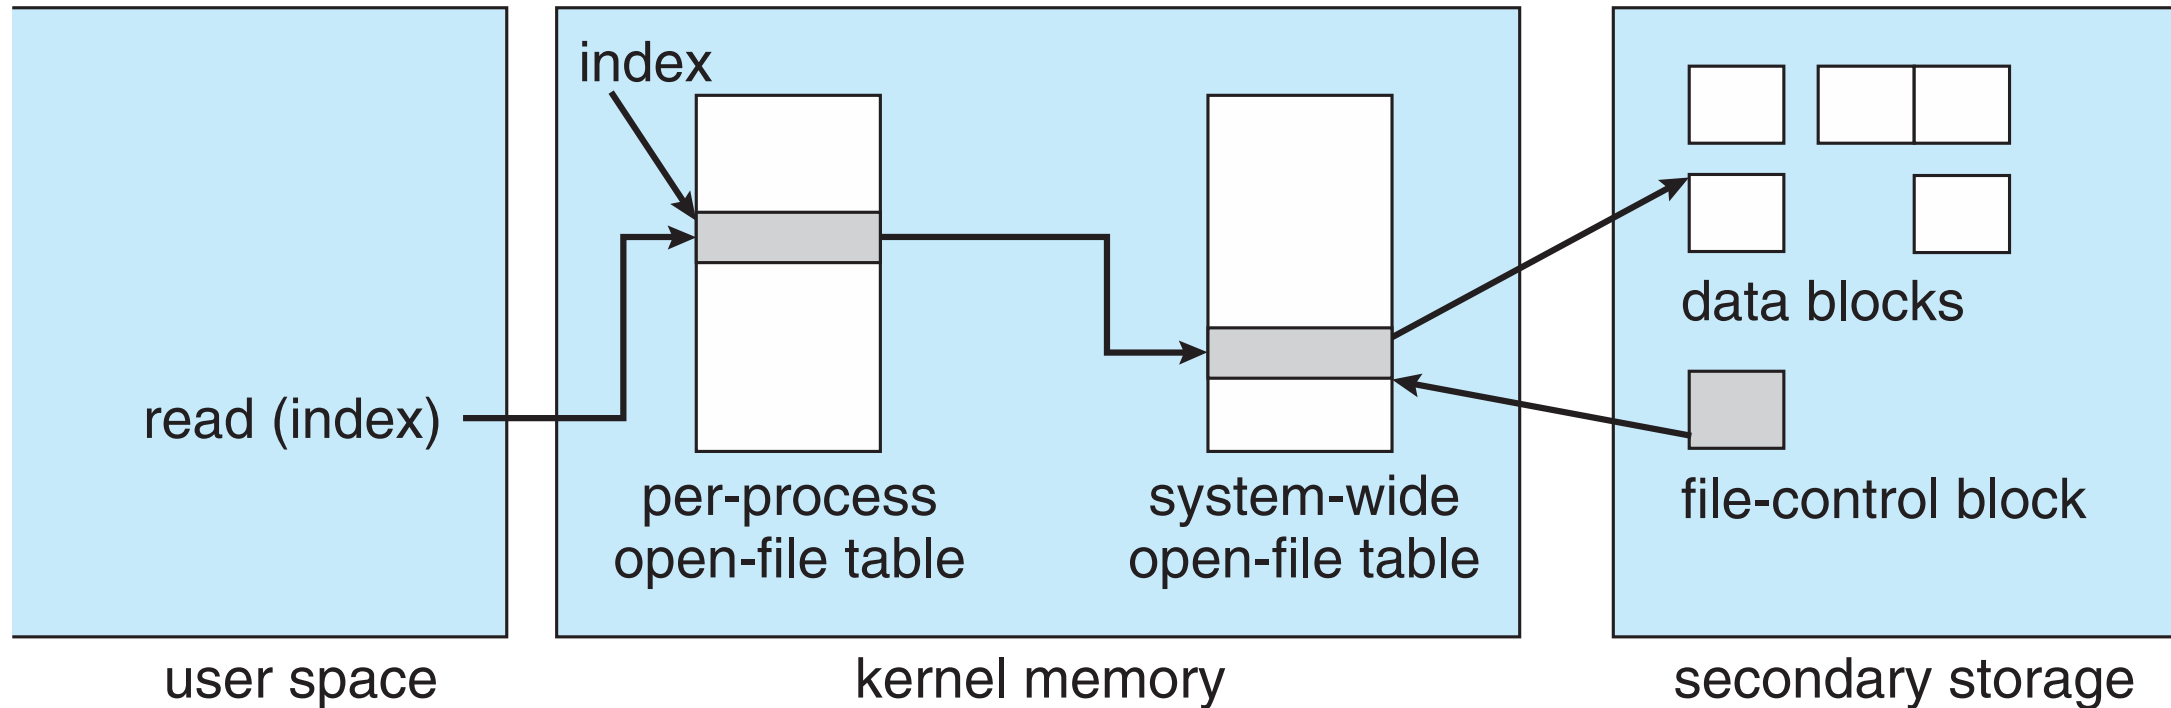 index
read (index)
per-process
open-file table
system-wide
open-file table
data blocks
file-control block
user space
kernel memory
secondary storage